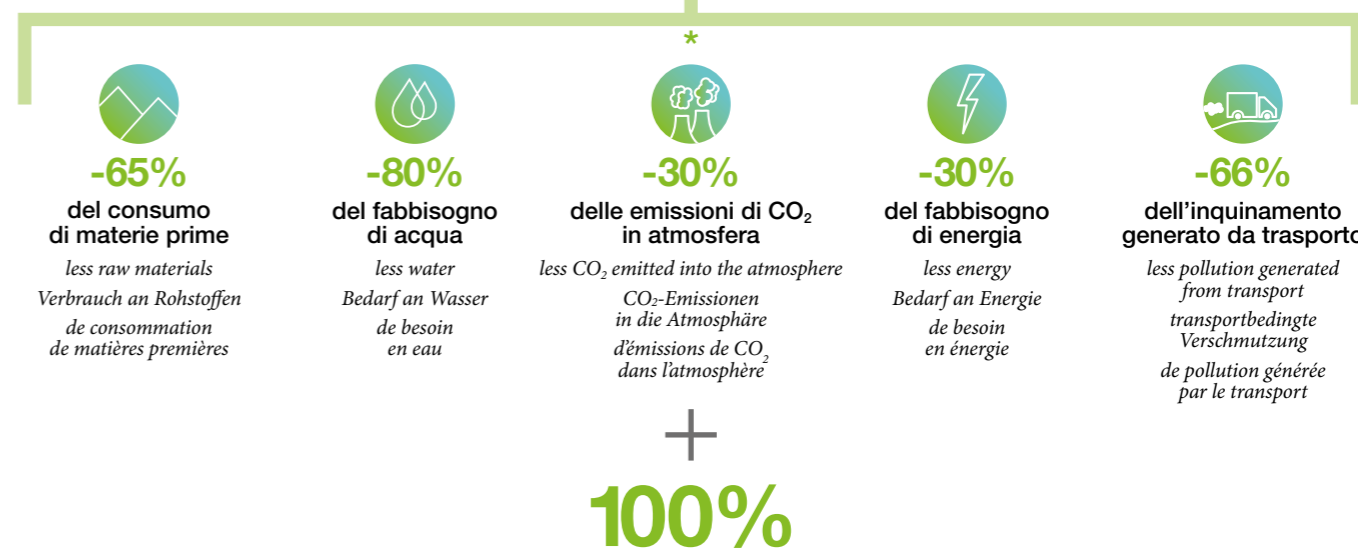 *
-65%
del consumo
di materie prime
less raw materials
Verbrauch an Rohstoffen
de consommation
de matières premières
-80%
del fabbisogno
di acqua
less water
Bedarf an Wasser
de besoin
en eau
-30%
delle emissioni di CO₂
in atmosfera
less CO₂ emitted into the atmosphere
CO₂-Emissionen
in die Atmosphäre
d'émissions de CO₂
dans l'atmosphère
-30%
del fabbisogno
di energia
less energy
Bedarf an Energie
de besoin
en énergie
-66%
dell'inquinamento
generato da trasporto
less pollution generated
from transport
transportbedingte
Verschmutzung
de pollution générée
par le transport
+
100%